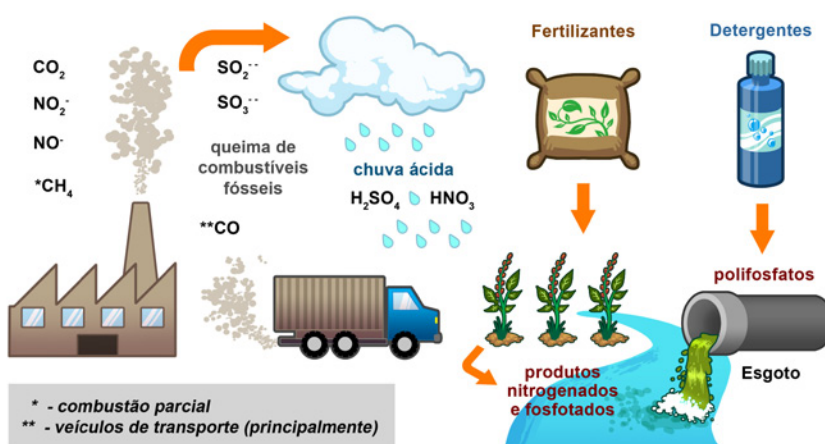 CO₂
NO₂⁻
NO⁻
*CH₄
SO₂⁻⁻
SO₃⁻⁻
queima de
combustíveis
fósseis
**CO
chuva ácida
H₂SO₄ HNO₃
Fertilizantes
Detergentes
polifosfatos
produtos
nitrogenados
e fosfotados
Esgoto
* - combustão parcial
** - veículos de transporte (principalmente)